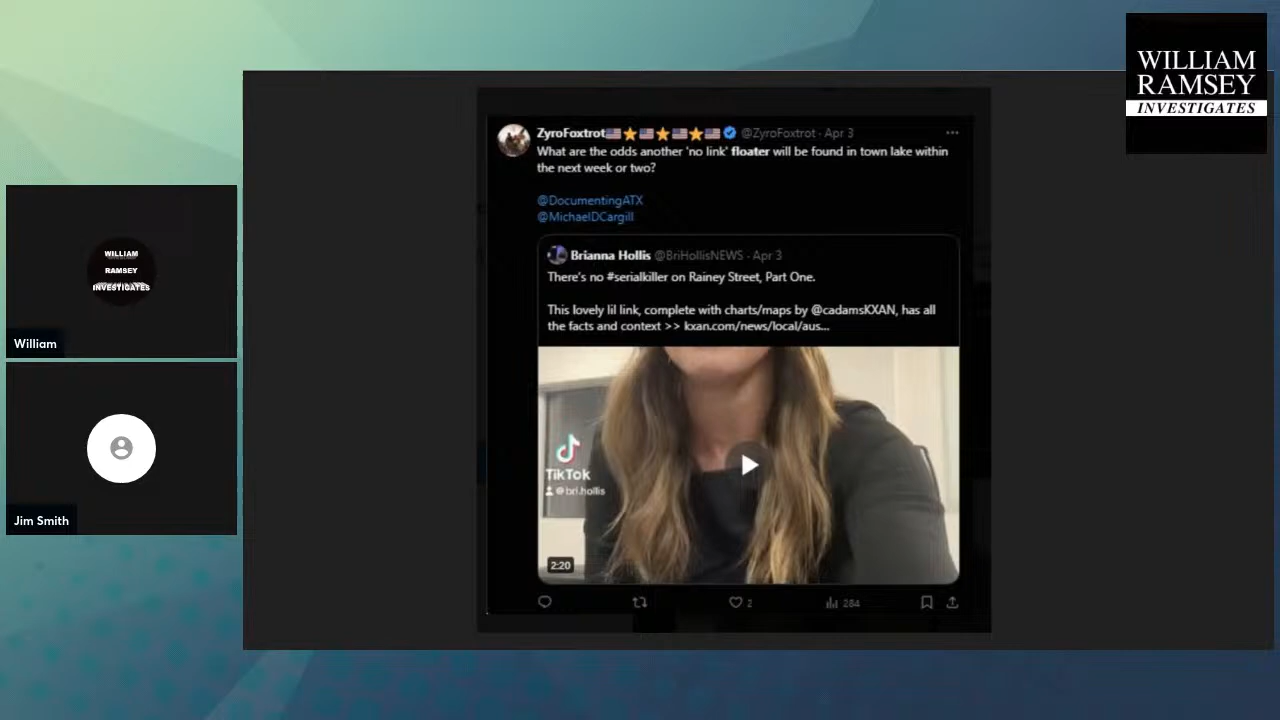 WILLIAM
RAMSEY
INVESTIGATES
ZyroFoxtrot🇺🇸⭐🇺🇸⭐🇺🇸⭐🇺🇸 @ZyroFoxtrot · Apr 3
What are the odds another 'no link' floater will be found in town lake within
the next week or two?
@DocumentingATX
@MichaelDCargill
Brianna Hollis @BriHollisNEWS · Apr 3
There's no #serialkiller on Rainey Street, Part One.
This lovely lil link, complete with charts/maps by @cadamsKXAN, has all
the facts and context >> kxan.com/news/local/aus...
TikTok
@bri.hollis
2:20
2
284
WILLIAM
RAMSEY
INVESTIGATES
William
Jim Smith